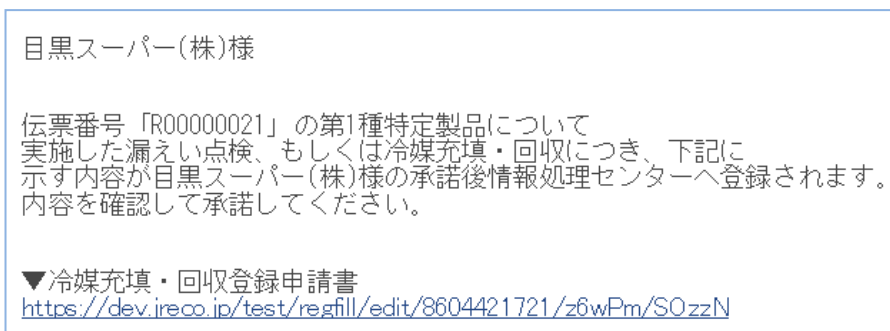 目黒スーパー(株)様
伝票番号「R00000021」の第1種特定製品について
実施した漏えい点検、もしくは冷媒充填・回収につき、下記に
示す内容が目黒スーパー(株)様の承諾後情報処理センターへ登録されます。
内容を確認して承諾してください。
▼冷媒充填・回収登録申請書
https://dev.jreco.jp/test/regfill/edit/8604421721/z6wPm/SOzzN